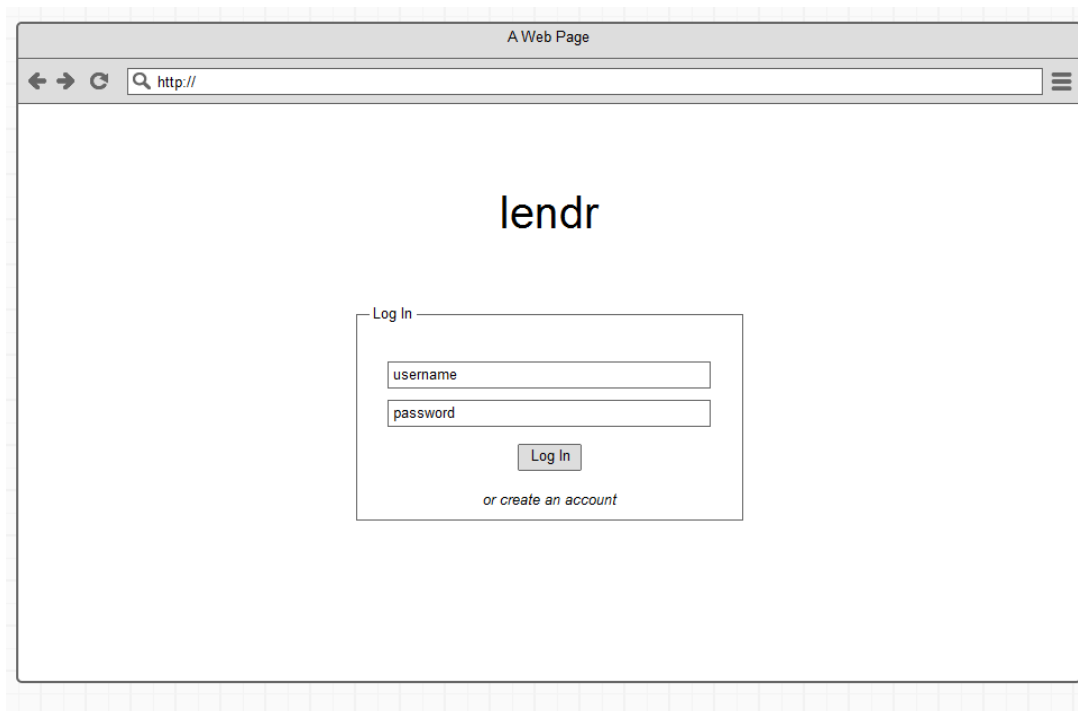 A Web Page
http://
lendr
Log In
username
password
Log In
or create an account